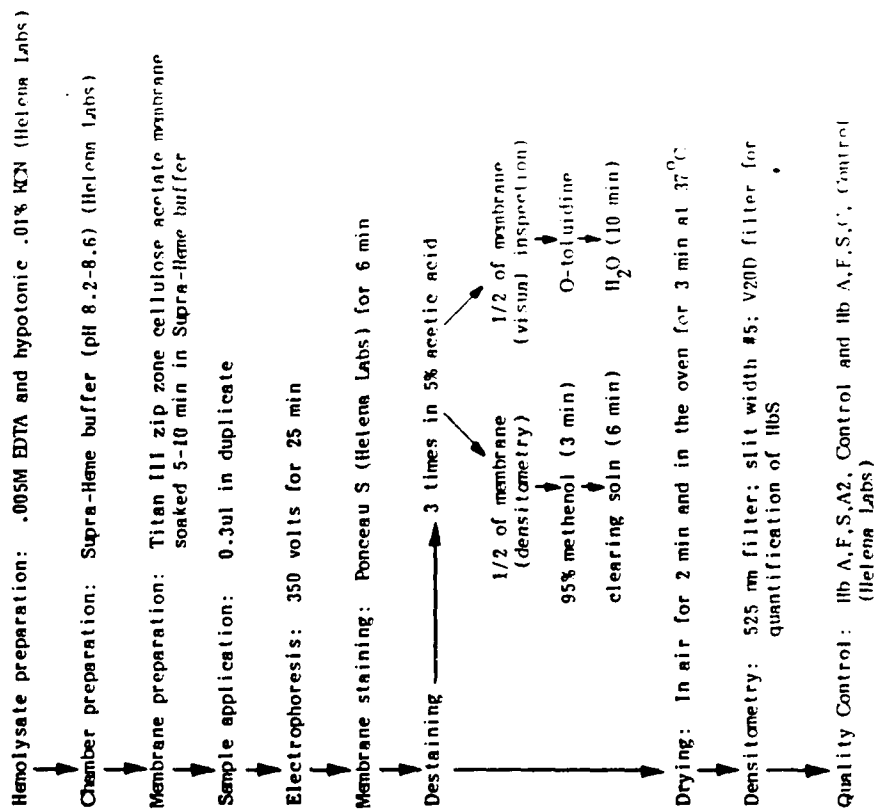 Hemolysate preparation: .005M EDTA and hypotonic .01% KCN (Helena Labs)
Chamber preparation: Supra-Heme buffer (pH 8.2-8.6) (Helena Labs)
Membrane preparation: Titan III zip zone cellulose acetate membrane
soaked 5-10 min in Supra-Heme buffer
Sample application: 0.3ul in duplicate
Electrophoresis: 350 volts for 25 min
Membrane staining: Ponceau S (Helena Labs) for 6 min
Destaining 3 times in 5% acetic acid
1/2 of membrane
(densitometry)
95% methenol (3 min)
clearing soln (6 min)
1/2 of membrane
(visual inspection)
O-toluidine
H2O (10 min)
Drying: In air for 2 min and in the oven for 3 min at 37°C
Densitometry: 525 nm filter; slit width #5; V20D filter for
quantification of HbS
Quality Control: Hb A,F,S,A2, Control and Hb A,F,S,C, Control
(Helena Labs)